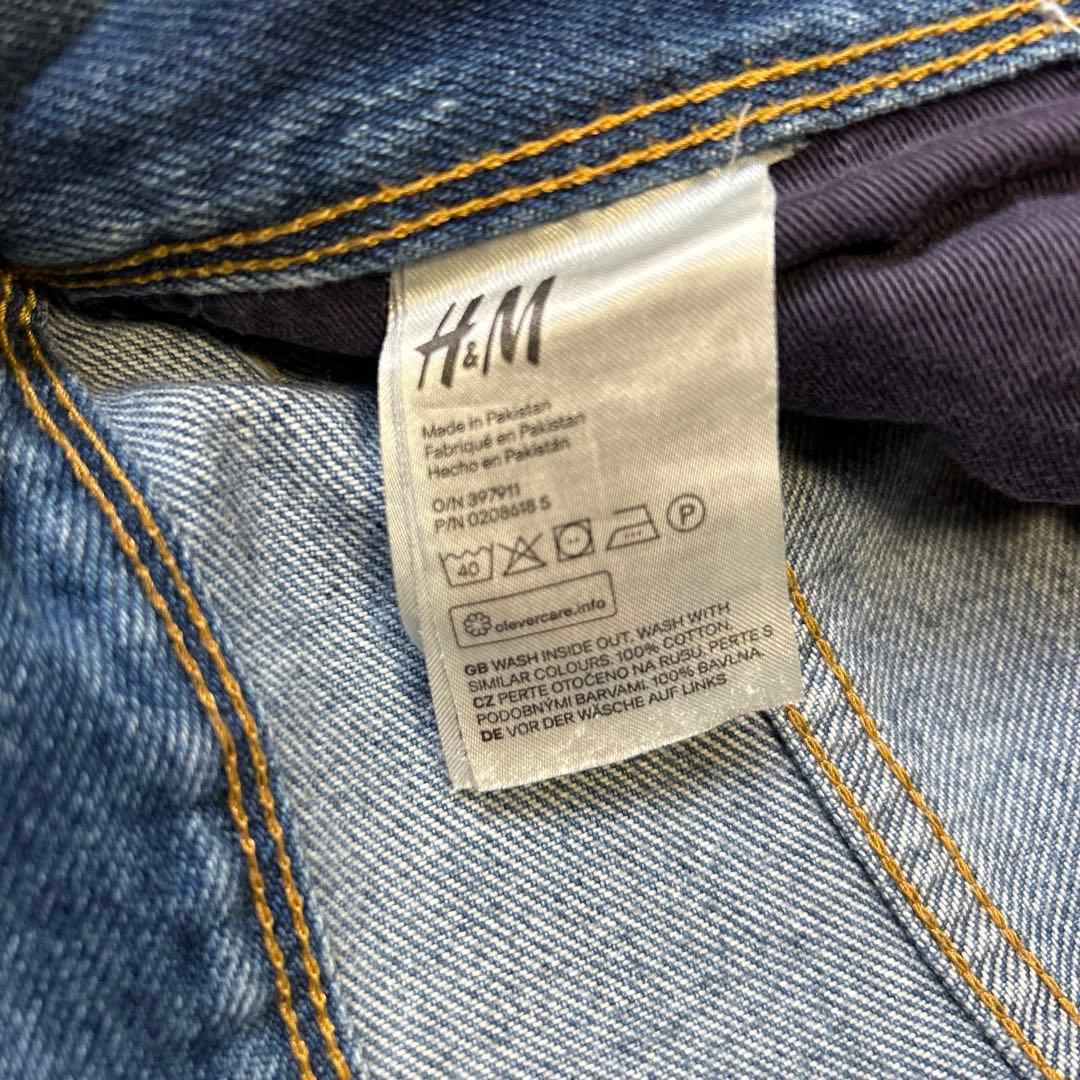 H&M
Made in Pakistan
Fabriqué en Pakistan
Hecho en Pakistán
O/N 397911
P/N 0208618 S
40 P
clevercare.info
GB WASH INSIDE OUT. WASH WITH
SIMILAR COLOURS. 100% COTTON.
CZ PERTE OTOČENO NA RUBU, PERTE S
PODOBNÝMI BARVAMI. 100% BAVLNA.
DE VOR DER WÄSCHE AUF LINKS